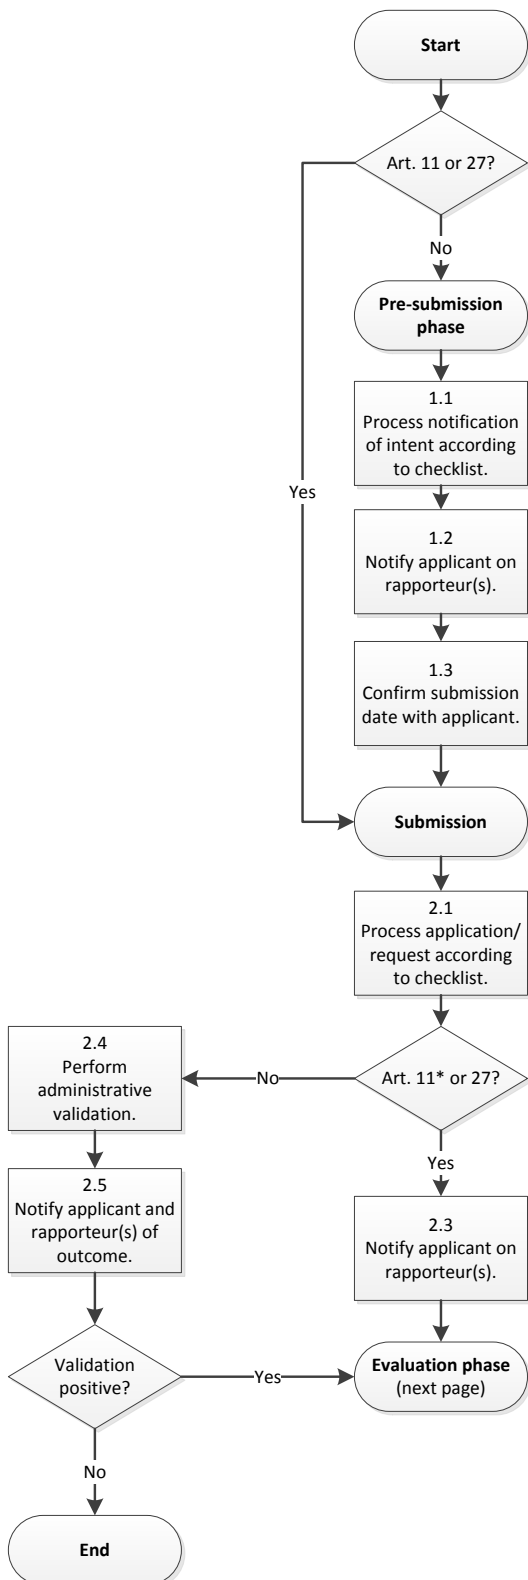 Start
Art. 11 or 27?
No
Pre-submission
phase
1.1
Process notification
of intent according
to checklist.
Yes
1.2
Notify applicant on
rapporteur(s).
1.3
Confirm submission
date with applicant.
Submission
2.1
Process application/
request according
to checklist.
Art. 11* or 27?
No
2.4
Perform
administrative
validation.
Yes
2.5
Notify applicant and
rapporteur(s) of
outcome.
2.3
Notify applicant on
rapporteur(s).
Validation
positive?
Yes
Evaluation phase
(next page)
No
End